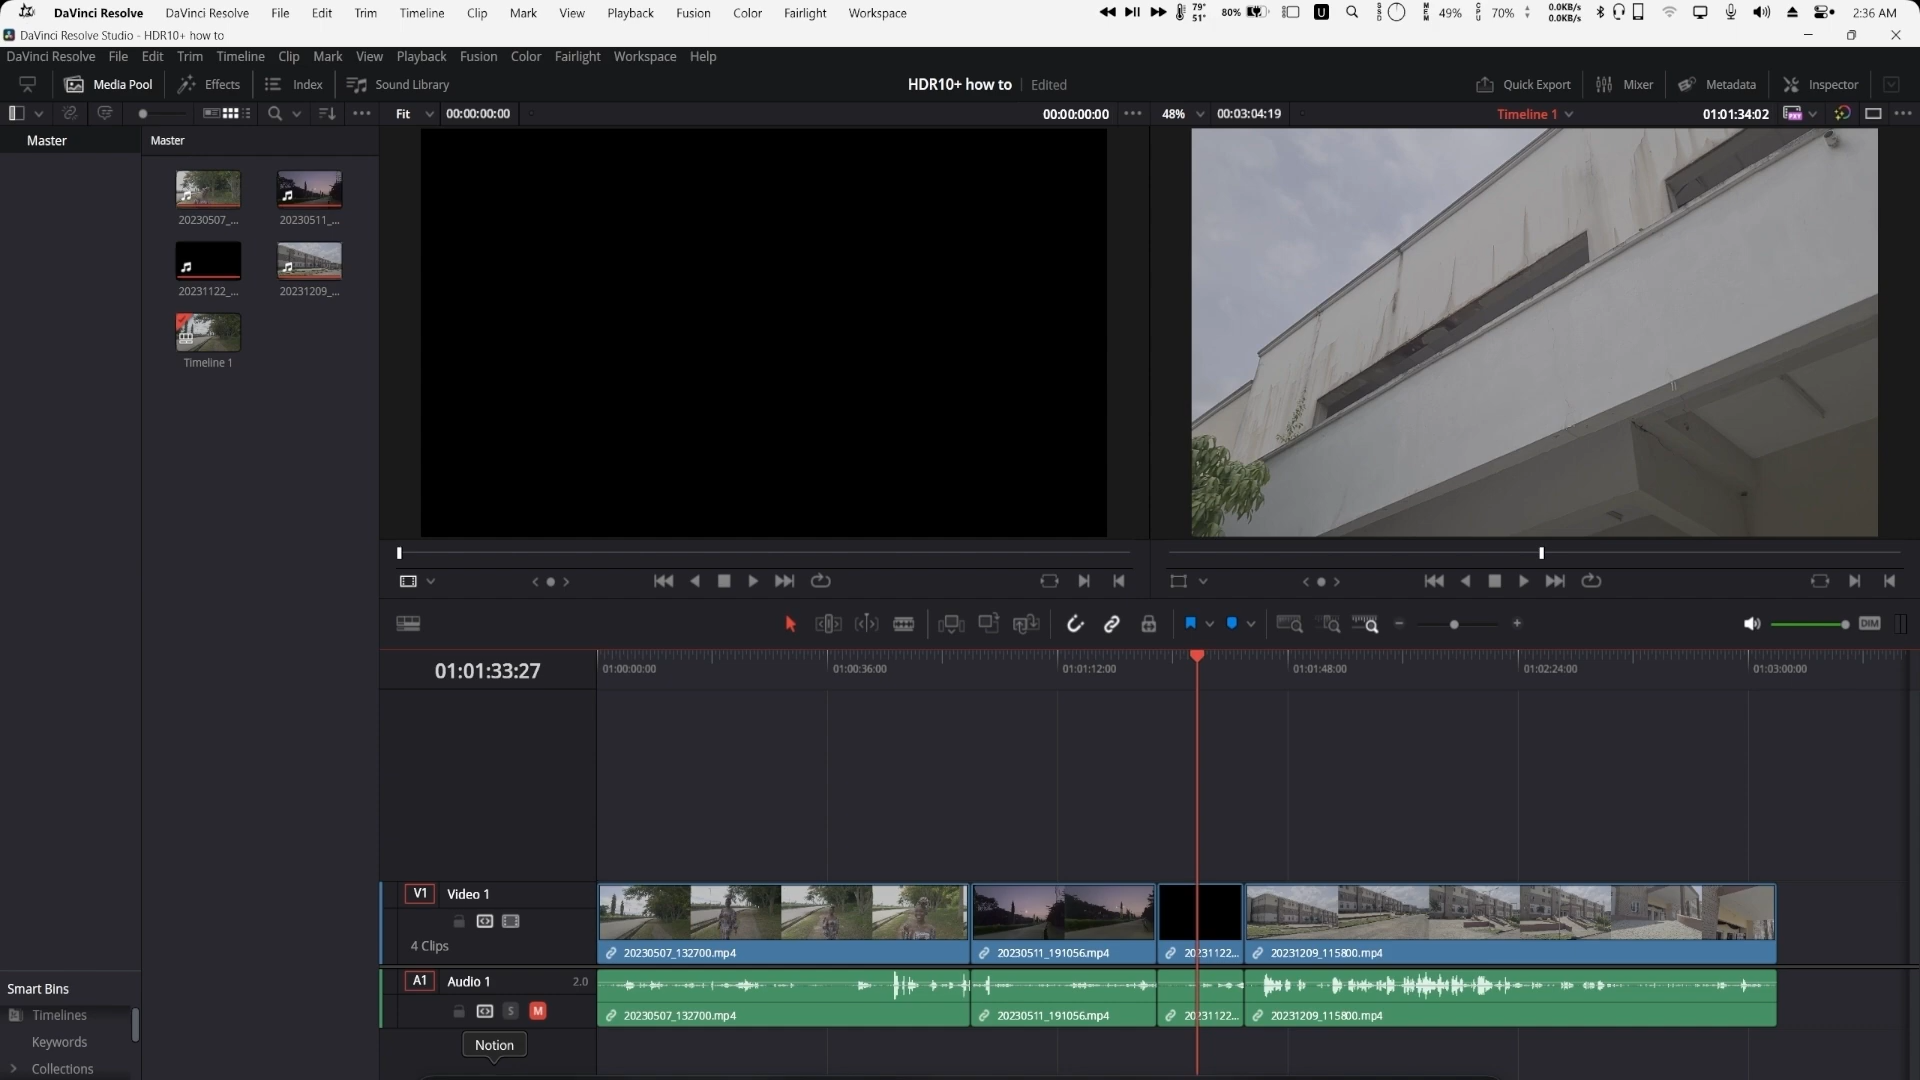 DaVinci Resolve DaVinci Resolve File Edit Trim Timeline Clip Mark View Playback Fusion Color Fairlight Workspace 79° 51° 80% U SSD MEM 49% CPU 70% 0.0KB/s 0.0KB/s 2:36 AM
DaVinci Resolve Studio - HDR10+ how to
DaVinci Resolve File Edit Trim Timeline Clip Mark View Playback Fusion Color Fairlight Workspace Help
Media Pool Effects Index Sound Library HDR10+ how to Edited Quick Export Mixer Metadata Inspector
Fit 00:00:00:00 00:00:00:00 48% 00:03:04:19 Timeline 1 01:01:34:02
Master Master
20230507_... 20230511_...
20231122_... 20231209_...
Timeline 1
DIM
01:01:33:27 01:00:00:00 01:00:36:00 01:01:12:00 01:01:48:00 01:02:24:00 01:03:00:00
V1 Video 1
4 Clips
20230507_132700.mp4 20230511_191056.mp4 20231122... 20231209_115800.mp4
A1 Audio 1 2.0
S M
20230507_132700.mp4 20230511_191056.mp4 20231122... 20231209_115800.mp4
Notion
Smart Bins
Timelines
Keywords
Collections